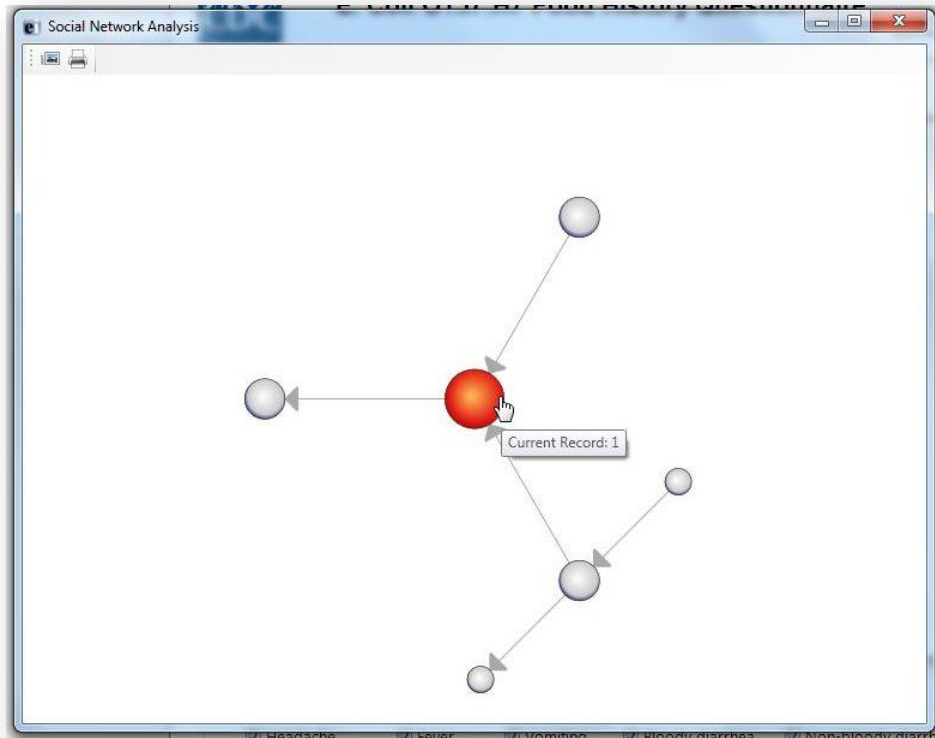 Social Network Analysis
Current Record: 1
Headache Fever Vomiting Bloody diarrhea